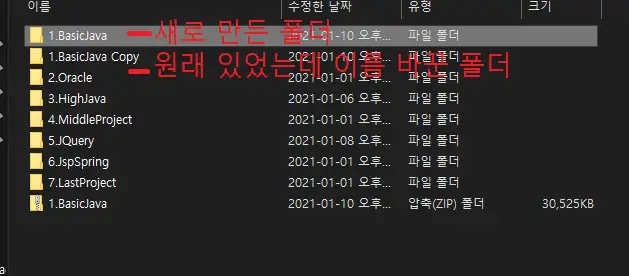 이름 수정한 날짜 유형 크기
1.BasicJava 새로 만든 폴더 2021-01-10 오후... 파일 폴더
1.BasicJava Copy 2021-01-10 오후... 파일 폴더
원래 있었는데 이름 바꾼 폴더
2.Oracle 2021-01-01 오후... 파일 폴더
3.HighJava 2021-01-06 오후... 파일 폴더
4.MiddleProject 2021-01-01 오후... 파일 폴더
5.JQuery 2021-01-08 오후... 파일 폴더
6.JspSpring 2021-01-01 오후... 파일 폴더
7.LastProject 2021-01-01 오후... 파일 폴더
1.BasicJava 2021-01-10 오후... 압축(ZIP) 폴더 30,525KB
a